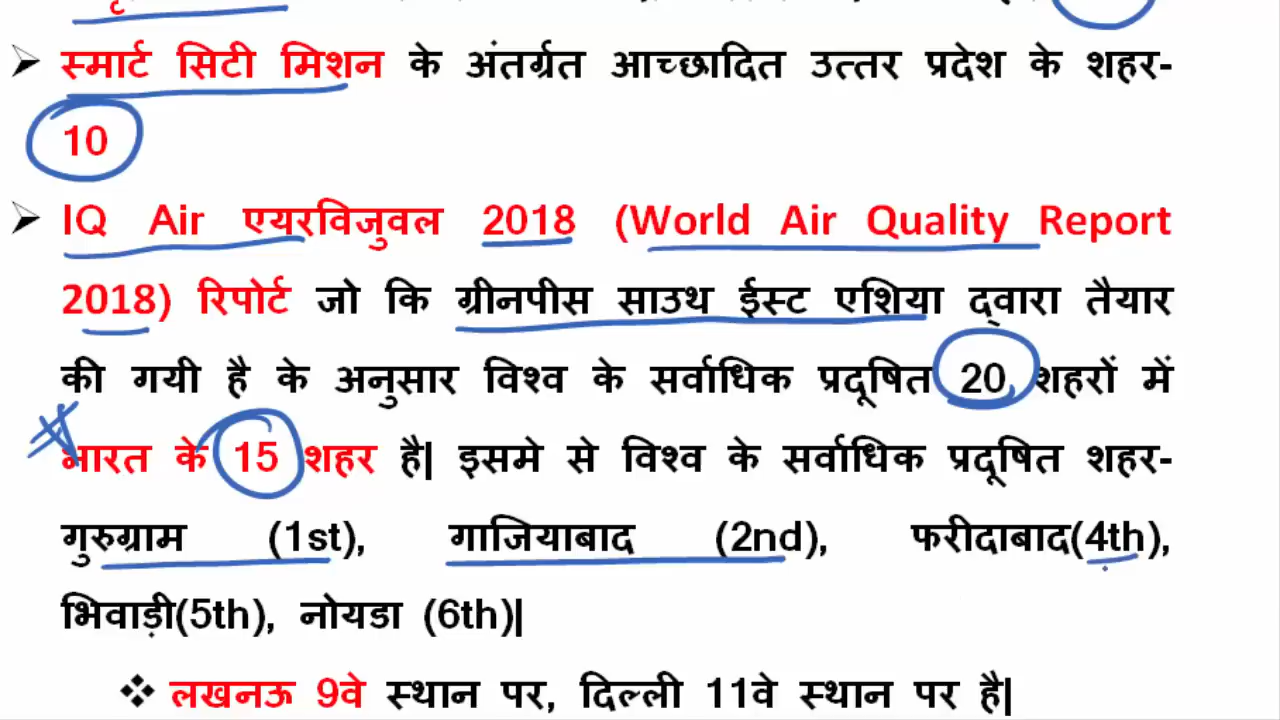 ➢ स्मार्ट सिटी मिशन के अंतर्ग्रत आच्छादित उत्तर प्रदेश के शहर-
10
➢ IQ Air एयरविजुवल 2018 (World Air Quality Report
2018) रिपोर्ट जो कि ग्रीनपीस साउथ ईस्ट एशिया द्वारा तैयार
की गयी है के अनुसार विश्व के सर्वाधिक प्रदूषित 20 शहरों में
भारत के 15 शहर है| इसमे से विश्व के सर्वाधिक प्रदूषित शहर-
गुरुग्राम (1st), गाजियाबाद (2nd), फरीदाबाद(4th),
भिवाड़ी(5th), नोयडा (6th)|
❖ लखनऊ 9वे स्थान पर, दिल्ली 11वे स्थान पर है|